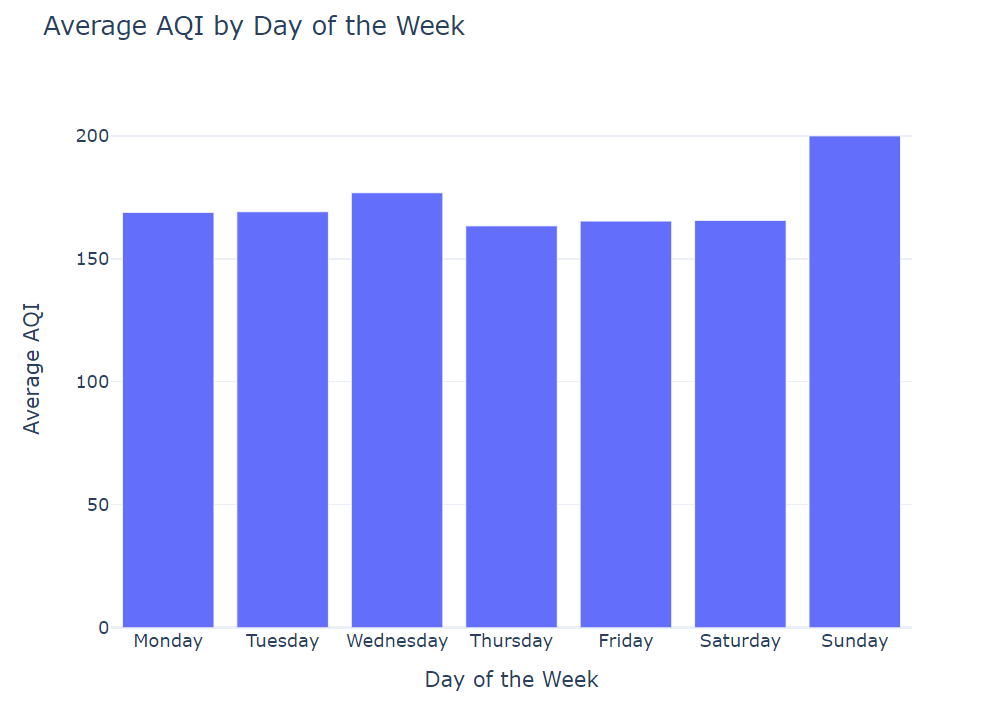 Average AQI by Day of the Week
200
150
100
50
0
Average AQI
Monday Tuesday Wednesday Thursday Friday Saturday Sunday
Day of the Week